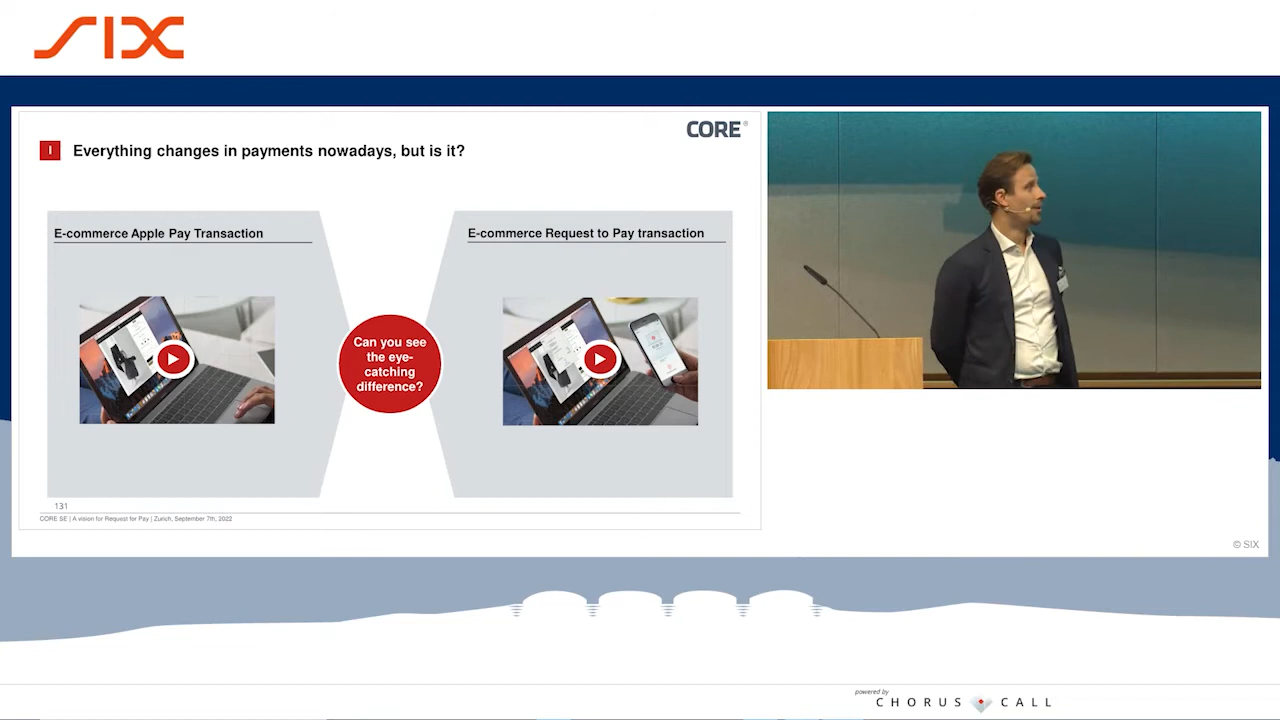 SIX
CORE®
I
Everything changes in payments nowadays, but is it?
E-commerce Apple Pay Transaction
E-commerce Request to Pay transaction
Can you see
the eye-
catching
difference?
131
CORE SE | A vision for Request for Pay | Zurich, September 7th, 2022
© SIX
powered by
CHORUS CALL